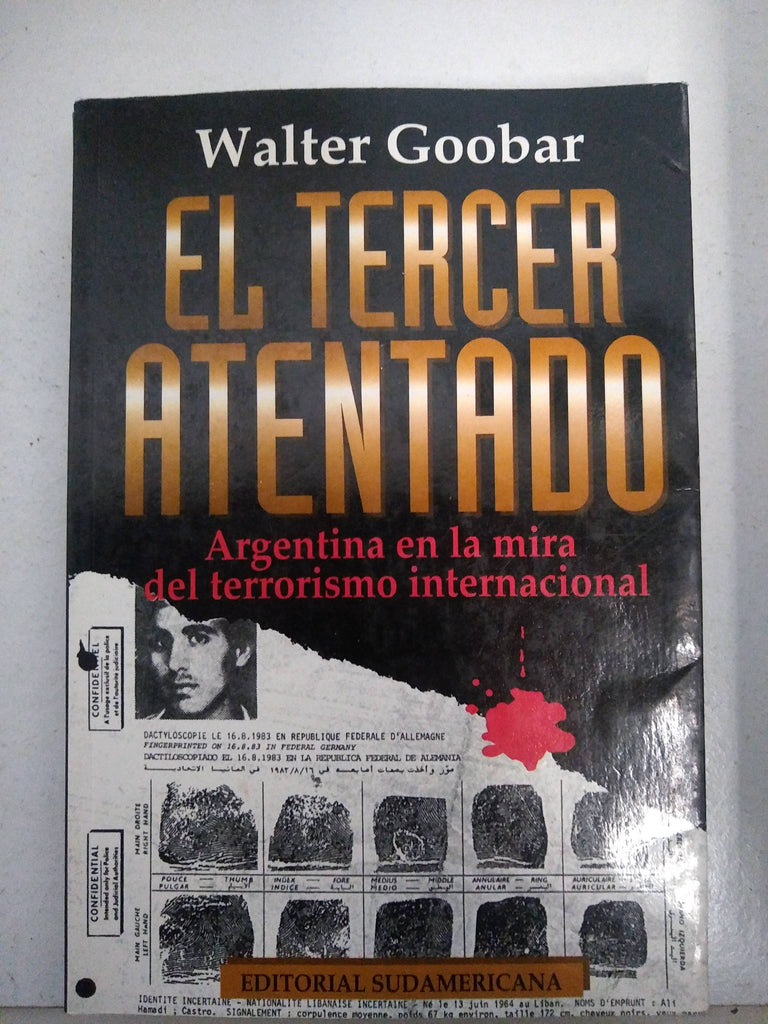 Walter Goobar
EL TERCER
ATENTADO
Argentina en la mira
del terrorismo internacional
CONFIDENTIEL
A l'usage exclusif de la police
et de l'autorité judiciaire
DACTYLOSCOPIE LE 16.8.1983 EN REPUBLIQUE FEDERALE D'ALLEMAGNE
FINGERPRINTED ON 16.8.83 IN FEDERAL GERMANY
DACTILOSCOPIADO EL 16.8.1983 EN LA REPUBLICA FEDERAL DE ALEMANIA
MAIN DROITE
RIGHT HAND
POUCE THUMB INDEX FORE MEDIUS MIDDLE ANNULAIRE RING AURICULAIRE
PULGAR INDICE MEDIO ANULAR AURICULAR
CONFIDENTIAL
Intended only for Police
and Judicial Authorities
MAIN GAUCHE
LEFT HAND
IZQUIERDA
EDITORIAL SUDAMERICANA
IDENTITE INCERTAINE - NATIONALITE LIBANAISE INCERTAINE - Né le 13 juin 1964 au Liban. NOMS D'EMPRUNT : Ali
Hamadi ; Castro. SIGNALEMENT : corpulence moyenne, poids 67 kg environ, taille 172 cm, cheveux noirs, yeux